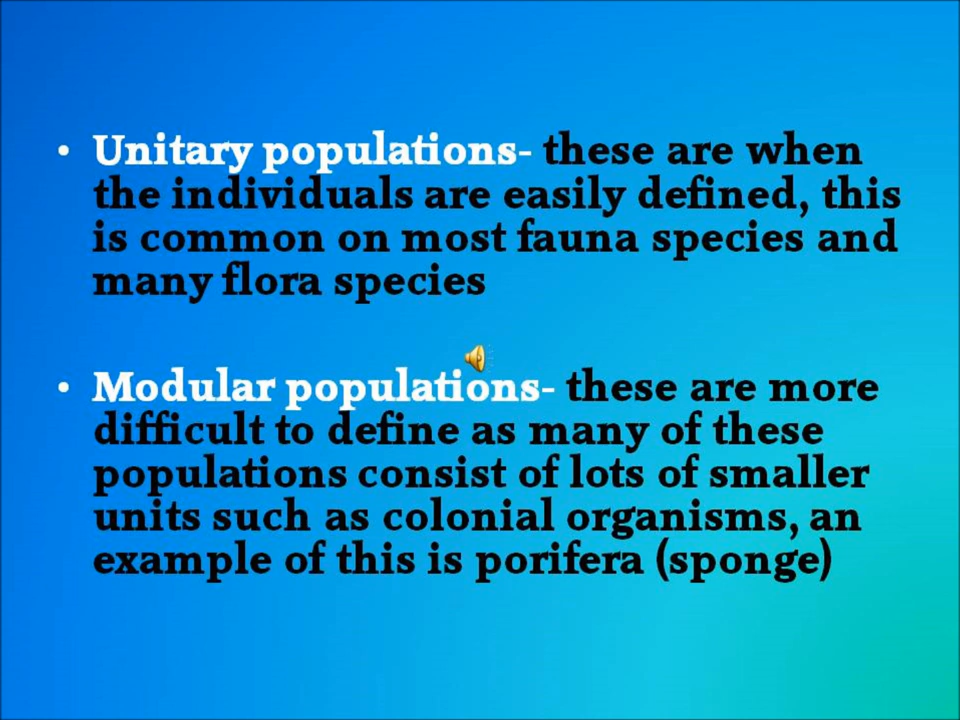 • Unitary populations- these are when
the individuals are easily defined, this
is common on most fauna species and
many flora species
• Modular populations- these are more
difficult to define as many of these
populations consist of lots of smaller
units such as colonial organisms, an
example of this is porifera (sponge)